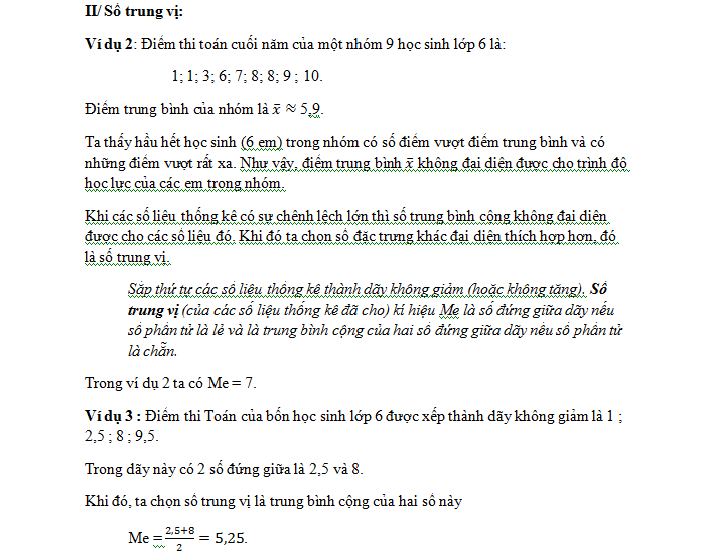 II/ Số trung vị:
Ví dụ 2: Điểm thi toán cuối năm của một nhóm 9 học sinh lớp 6 là:
1; 1; 3; 6; 7; 8; 8; 9 ; 10.
Điểm trung bình của nhóm là x̄ ≈ 5,9.
Ta thấy hầu hết học sinh (6 em) trong nhóm có số điểm vượt điểm trung bình và có
những điểm vượt rất xa. Như vậy, điểm trung bình x̄ không đại diện được cho trình độ
học lực của các em trong nhóm.
Khi các số liệu thống kê có sự chênh lệch lớn thì số trung bình cộng không đại diện
được cho các số liệu đó. Khi đó ta chọn số đặc trưng khác đại diện thích hợp hơn, đó
là số trung vị.
Sắp thứ tự các số liệu thống kê thành dãy không giảm (hoặc không tăng). Số
trung vị (của các số liệu thống kê đã cho) kí hiệu Me là số đứng giữa dãy nếu
số phần tử là lẻ và là trung bình cộng của hai số đứng giữa dãy nếu số phần tử
là chẵn.
Trong ví dụ 2 ta có Me = 7.
Ví dụ 3 : Điểm thi Toán của bốn học sinh lớp 6 được xếp thành dãy không giảm là 1 ;
2,5 ; 8 ; 9,5.
Trong dãy này có 2 số đứng giữa là 2,5 và 8.
Khi đó, ta chọn số trung vị là trung bình cộng của hai số này
Me = (2,5+8)/2 = 5,25.